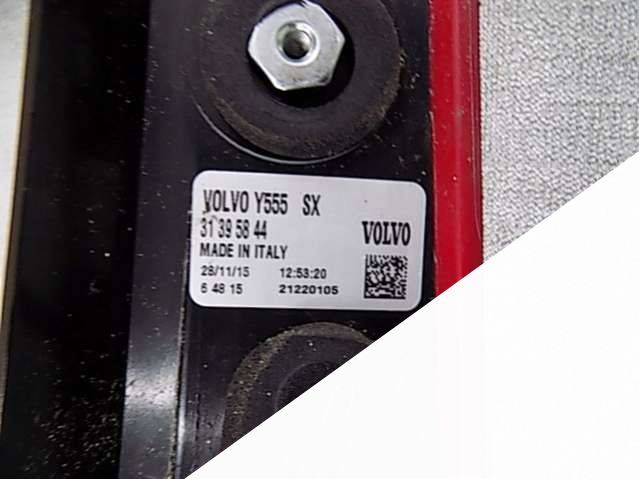 VOLVO Y555 SX
31 39 58 44
VOLVO
MADE IN ITALY
28/11/15 12:53:20
6 48 15 21220105